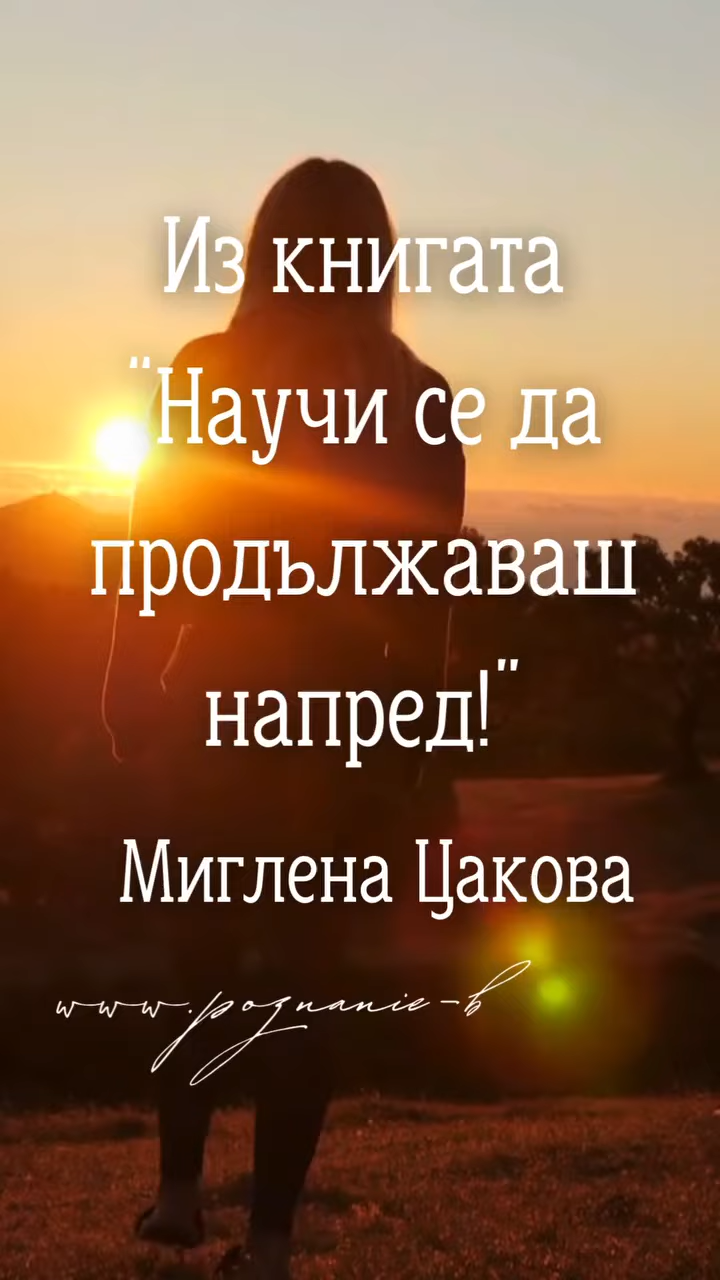 Из книгата
"Научи се да
продължаваш
напред!"
Миглена Цакова
www.poznanie-b